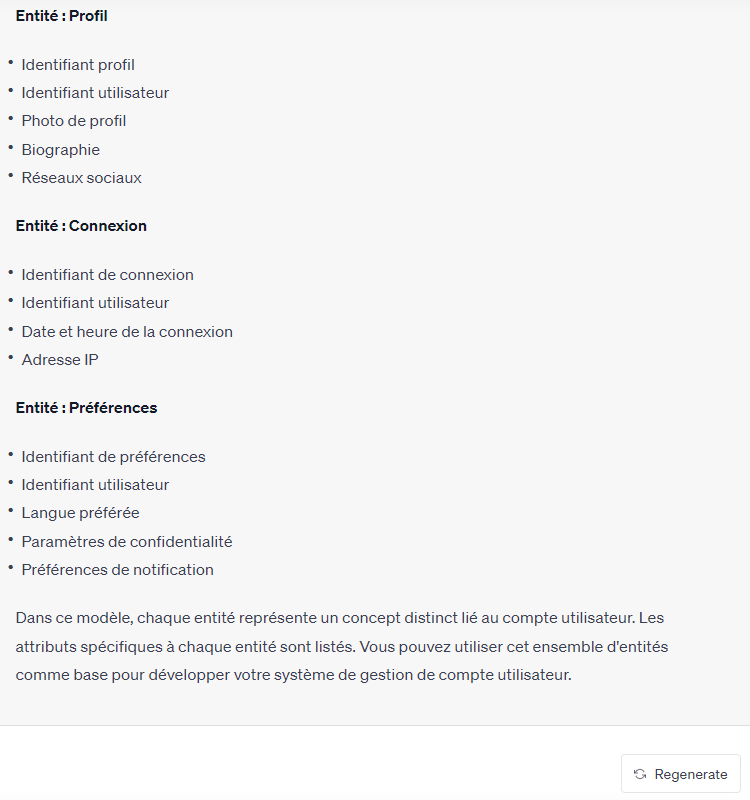 Entité : Profil
• Identifiant profil
• Identifiant utilisateur
• Photo de profil
• Biographie
• Réseaux sociaux
Entité : Connexion
• Identifiant de connexion
• Identifiant utilisateur
• Date et heure de la connexion
• Adresse IP
Entité : Préférences
• Identifiant de préférences
• Identifiant utilisateur
• Langue préférée
• Paramètres de confidentialité
• Préférences de notification
Dans ce modèle, chaque entité représente un concept distinct lié au compte utilisateur. Les
attributs spécifiques à chaque entité sont listés. Vous pouvez utiliser cet ensemble d'entités
comme base pour développer votre système de gestion de compte utilisateur.
Regenerate